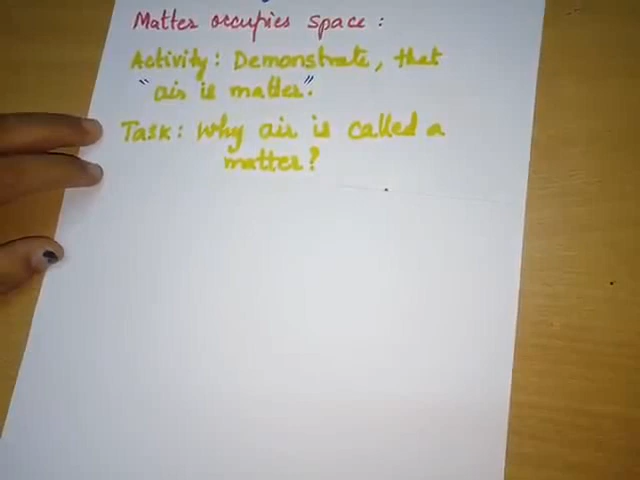 Matter occupies space :
Activity : Demonstrate, that
"air is matter".
Task : Why air is called a
matter?